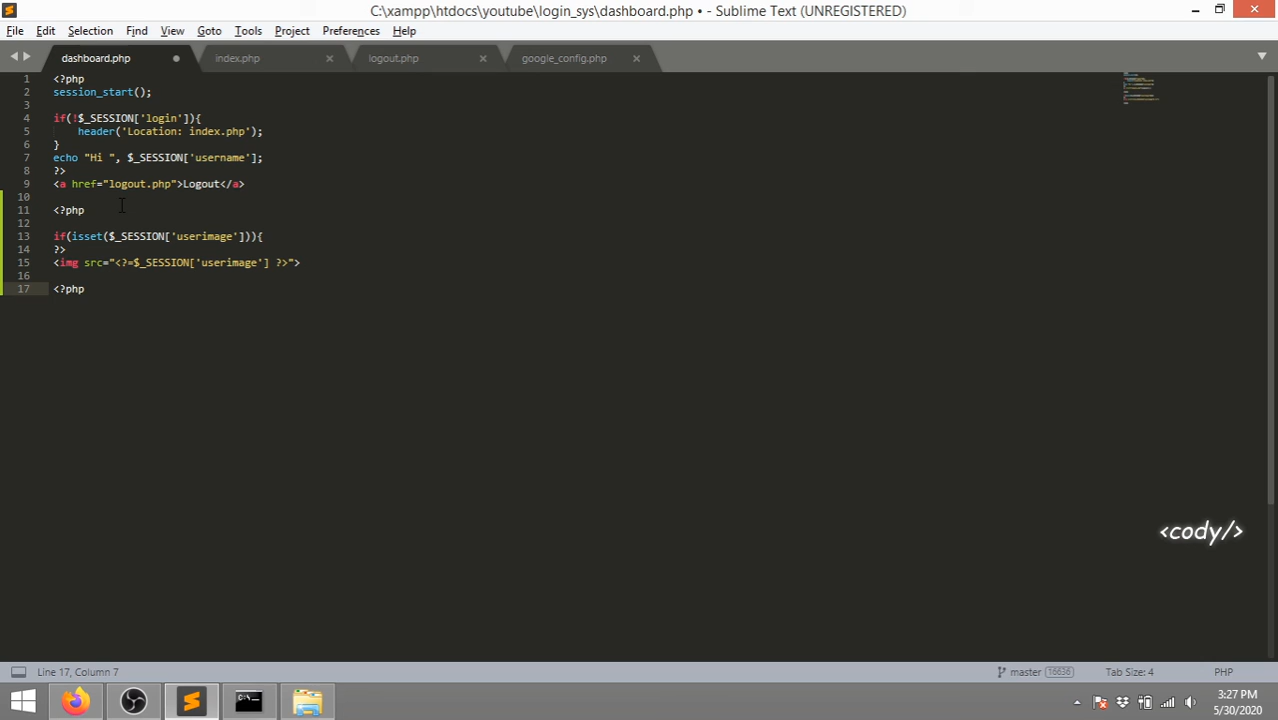 C:\xampp\htdocs\youtube\login_sys\dashboard.php • - Sublime Text (UNREGISTERED)
File Edit Selection Find View Goto Tools Project Preferences Help
dashboard.php index.php logout.php google_config.php
1 <?php
2 session_start();
3
4 if(!$_SESSION['login']){
5 header('Location: index.php');
6 }
7 echo "Hi ", $_SESSION['username'];
8 ?>
9 <a href="logout.php">Logout</a>
10
11 <?php
12
13 if(isset($_SESSION['userimage'])){
14 ?>
15 <img src="<?=$_SESSION['userimage'] ?>">
16
17 <?php
<cody/>
Line 17, Column 7 master 16636 Tab Size: 4 PHP
3:27 PM
5/30/2020